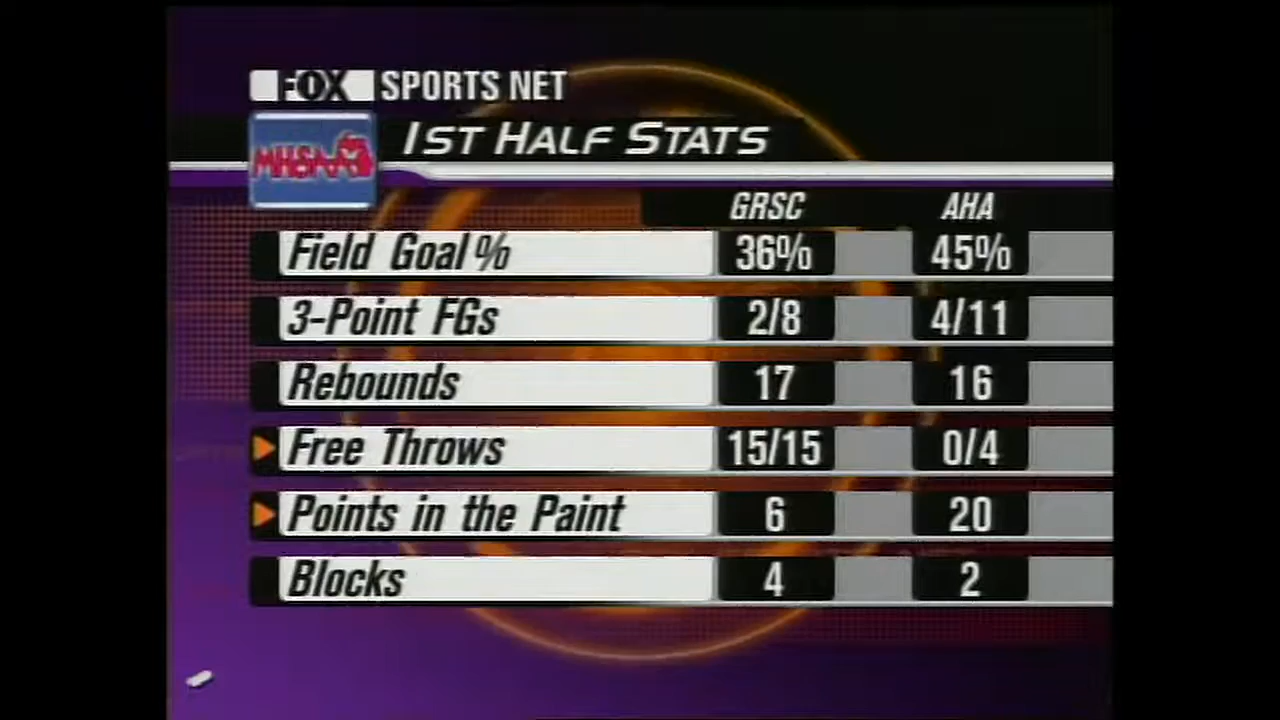 FOX SPORTS NET
MHSAA
1ST HALF STATS
GRSC AHA
Field Goal% 36% 45%
3-Point FGs 2/8 4/11
Rebounds 17 16
Free Throws 15/15 0/4
Points in the Paint 6 20
Blocks 4 2